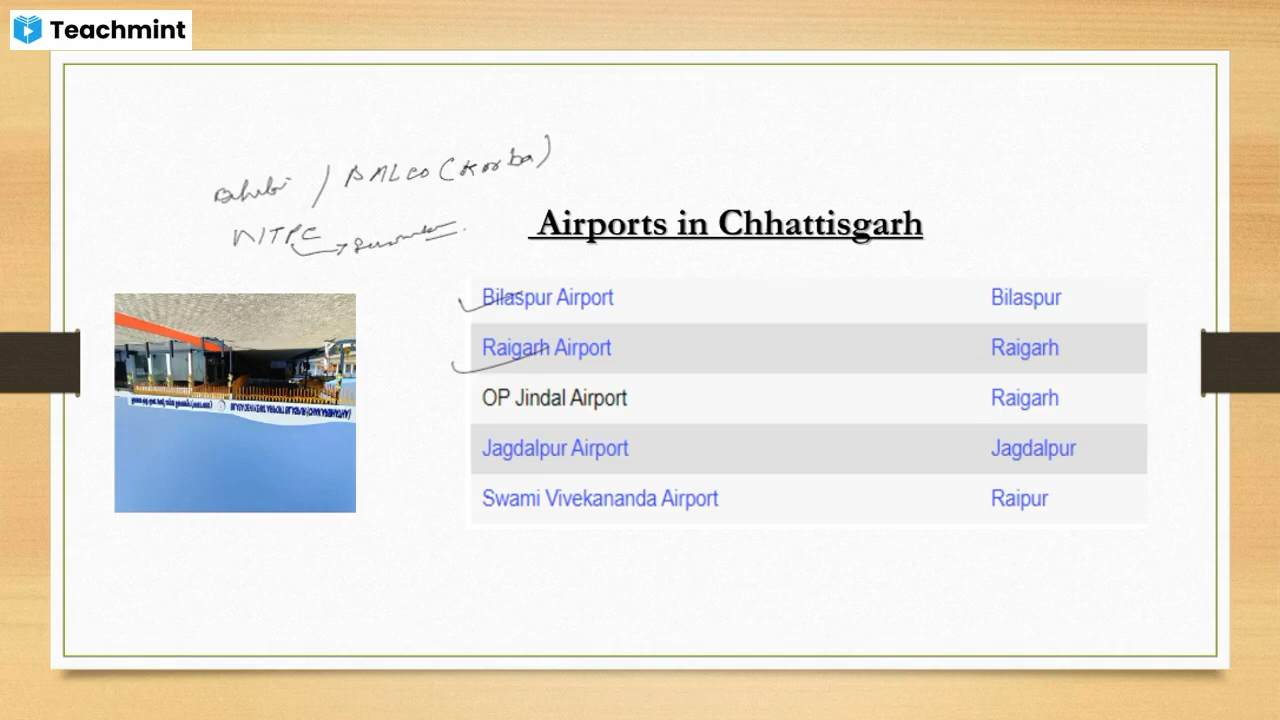 Teachmint
/ BALCO (Korba)
NTPC
Airports in Chhattisgarh
Bilaspur Airport Bilaspur
Raigarh Airport Raigarh
OP Jindal Airport Raigarh
Jagdalpur Airport Jagdalpur
Swami Vivekananda Airport Raipur